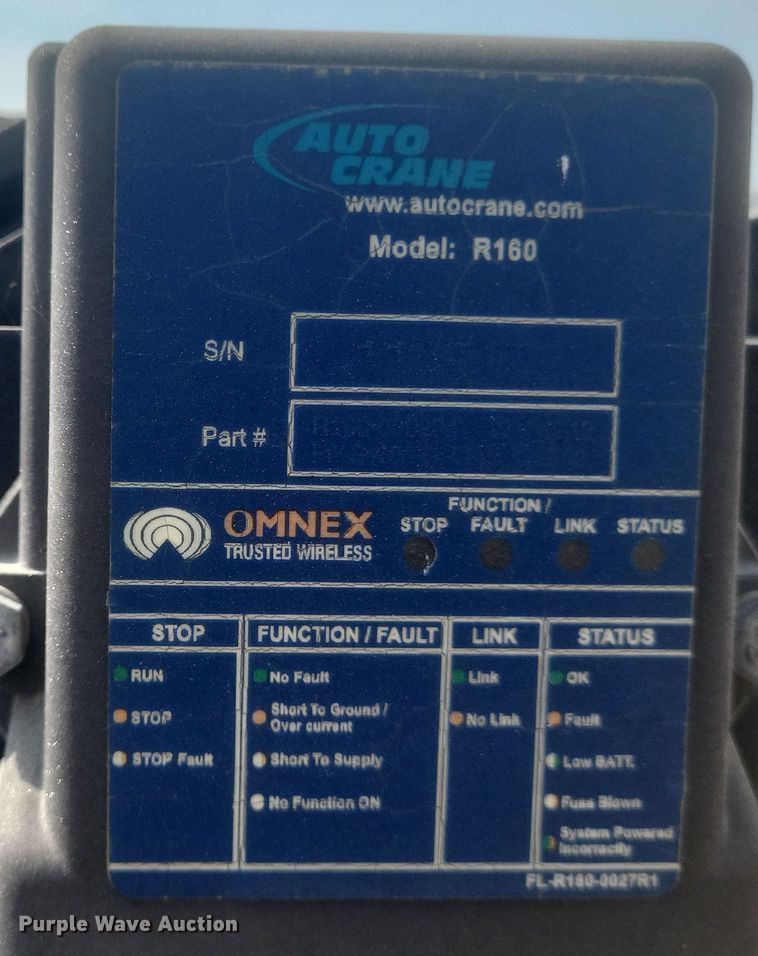 AUTO
CRANE
www.autocrane.com
Model: R160
S/N
Part #
OMNEX
TRUSTED WIRELESS
STOP
FUNCTION /
FAULT
LINK
STATUS
STOP
FUNCTION / FAULT
LINK
STATUS
RUN
STOP
STOP Fault
No Fault
Short To Ground /
Over current
Short To Supply
No Function ON
Link
No Link
OK
Fault
Low BATT.
Fuse Blown
System Powered
Incorrectly
FL-R160-0027R1
Purple Wave Auction